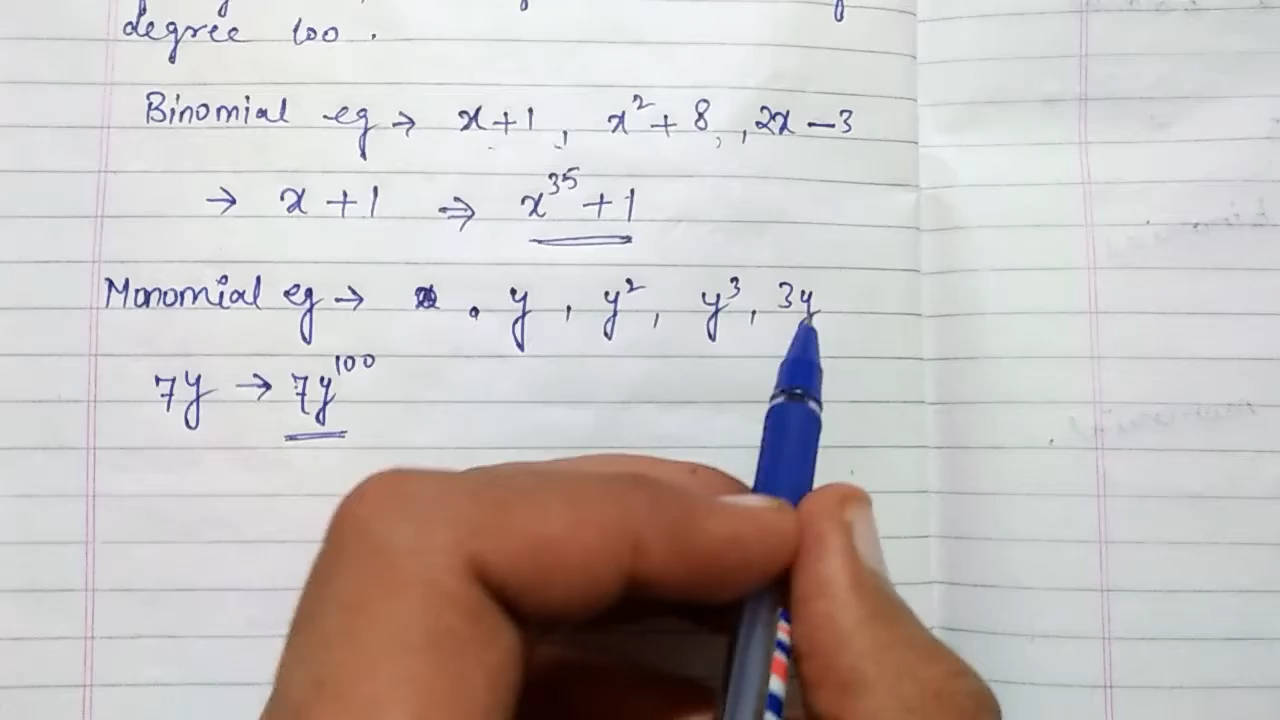 degree 100.
Binomial eg → x+1, x²+8, , 2x-3
→ x+1 ⇒ x³⁵+1
Monomial eg → . y, y², y³, 3y
7y → 7y¹⁰⁰